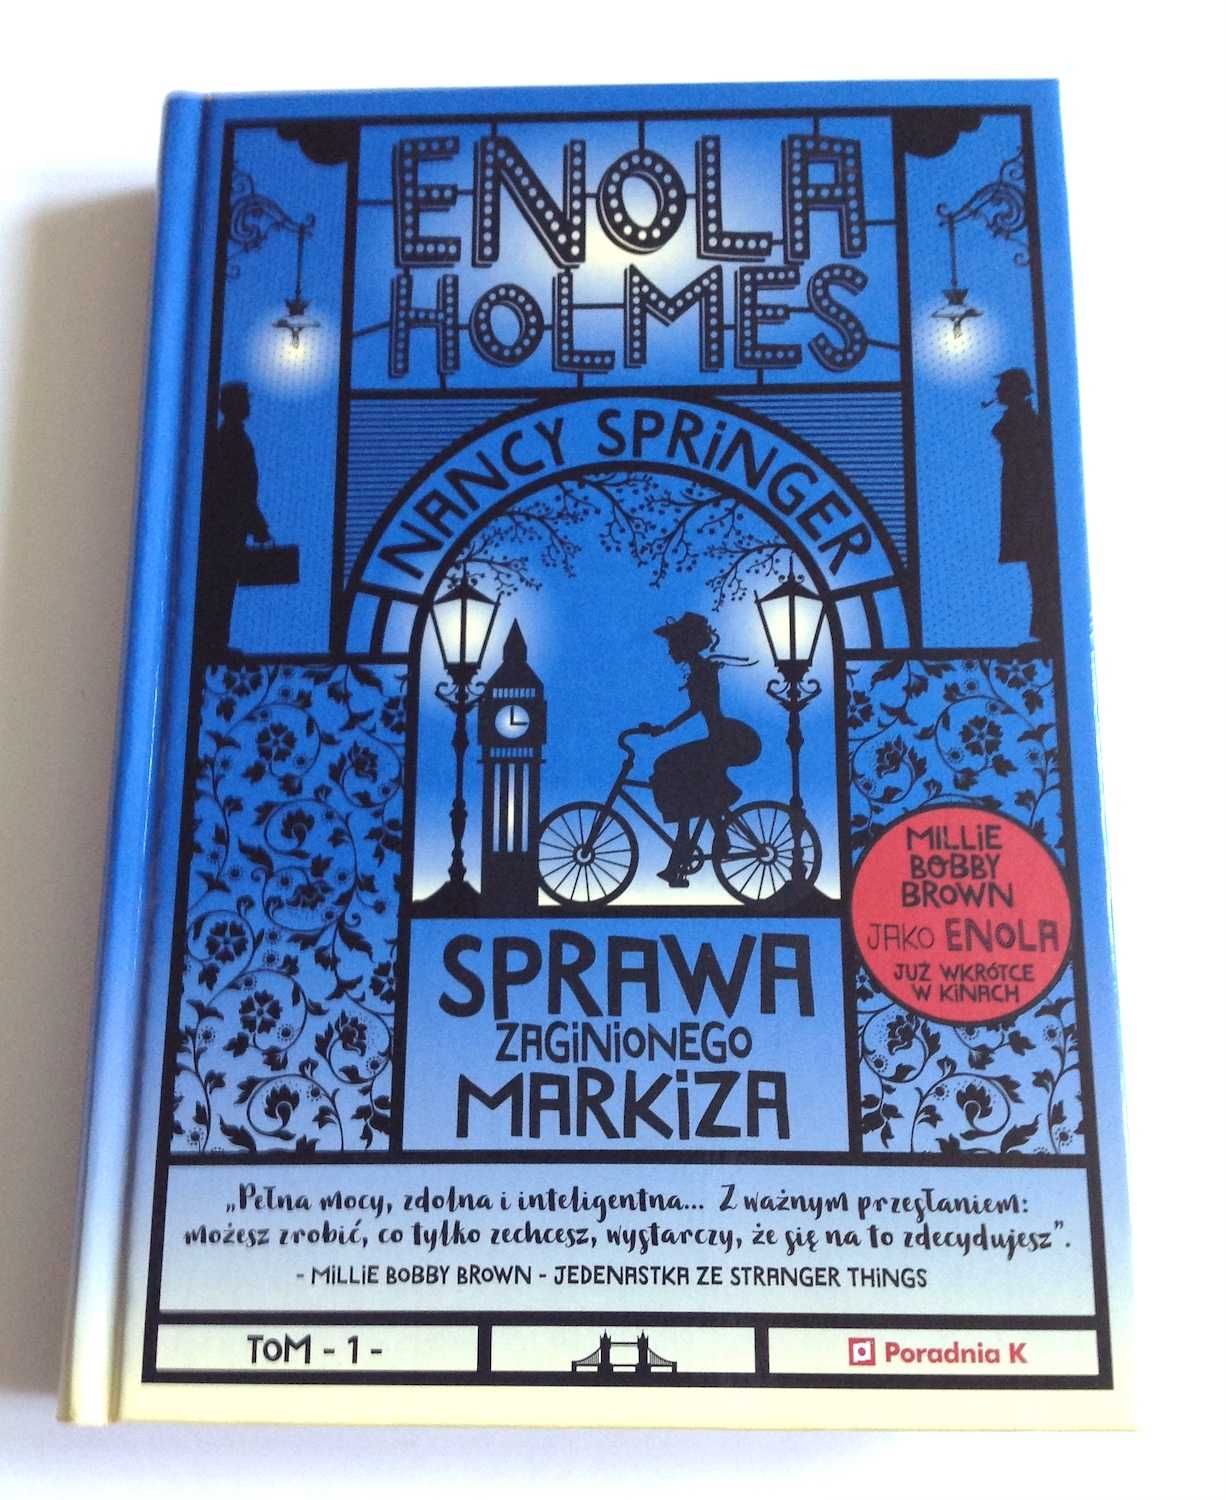 ENOLA
HOLMES
NANCY SPRiNGER
MiLLiE
BOBBY
BROWN
JAKO ENOLA
JUŻ WKRÓTCE
W KiNACH
SPRAWA
ZAGiNiONEGO
MARKiZA
„Pełna mocy, zdolna i inteligentna... Z ważnym przesłaniem:
możesz zrobić, co tylko zechcesz, wystarczy, że się na to zdecydujesz”.
- MiLLiE BOBBY BROWN - JEDENASTKA ZE STRANGER THiNGS
ToM - 1 -
Poradnia K